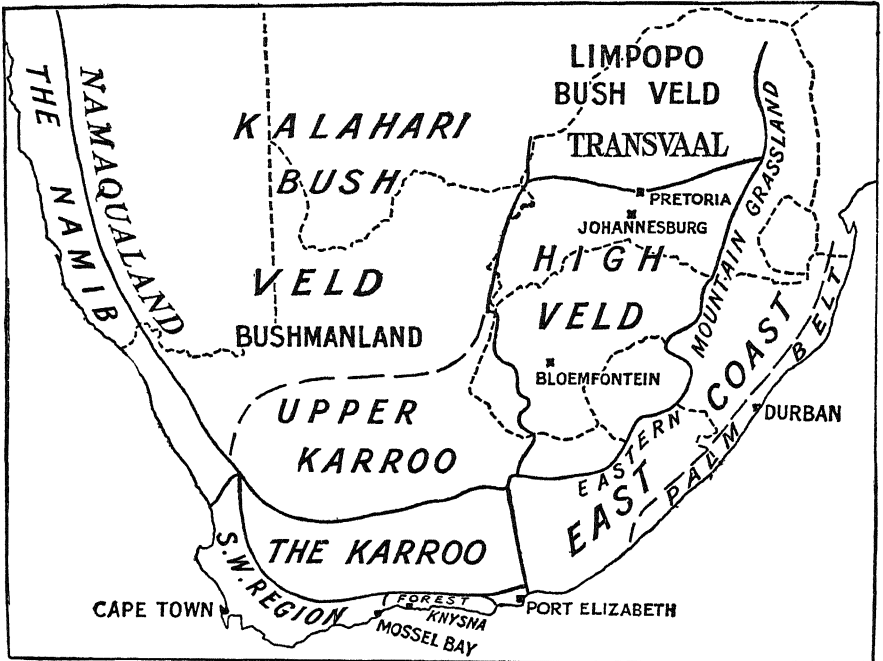 LIMPOPO
BUSH VELD
TRANSVAAL
THE NAMIB
NAMAQUALAND
KALAHARI
BUSH
VELD
BUSHMANLAND
PRETORIA
JOHANNESBURG
HIGH
VELD
BLOEMFONTEIN
EASTERN MOUNTAIN GRASSLAND
EAST COAST
PALM BELT
DURBAN
UPPER
KARROO
THE KARROO
S.W. REGION
FOREST
KNYSNA
CAPE TOWN
MOSSEL BAY
PORT ELIZABETH